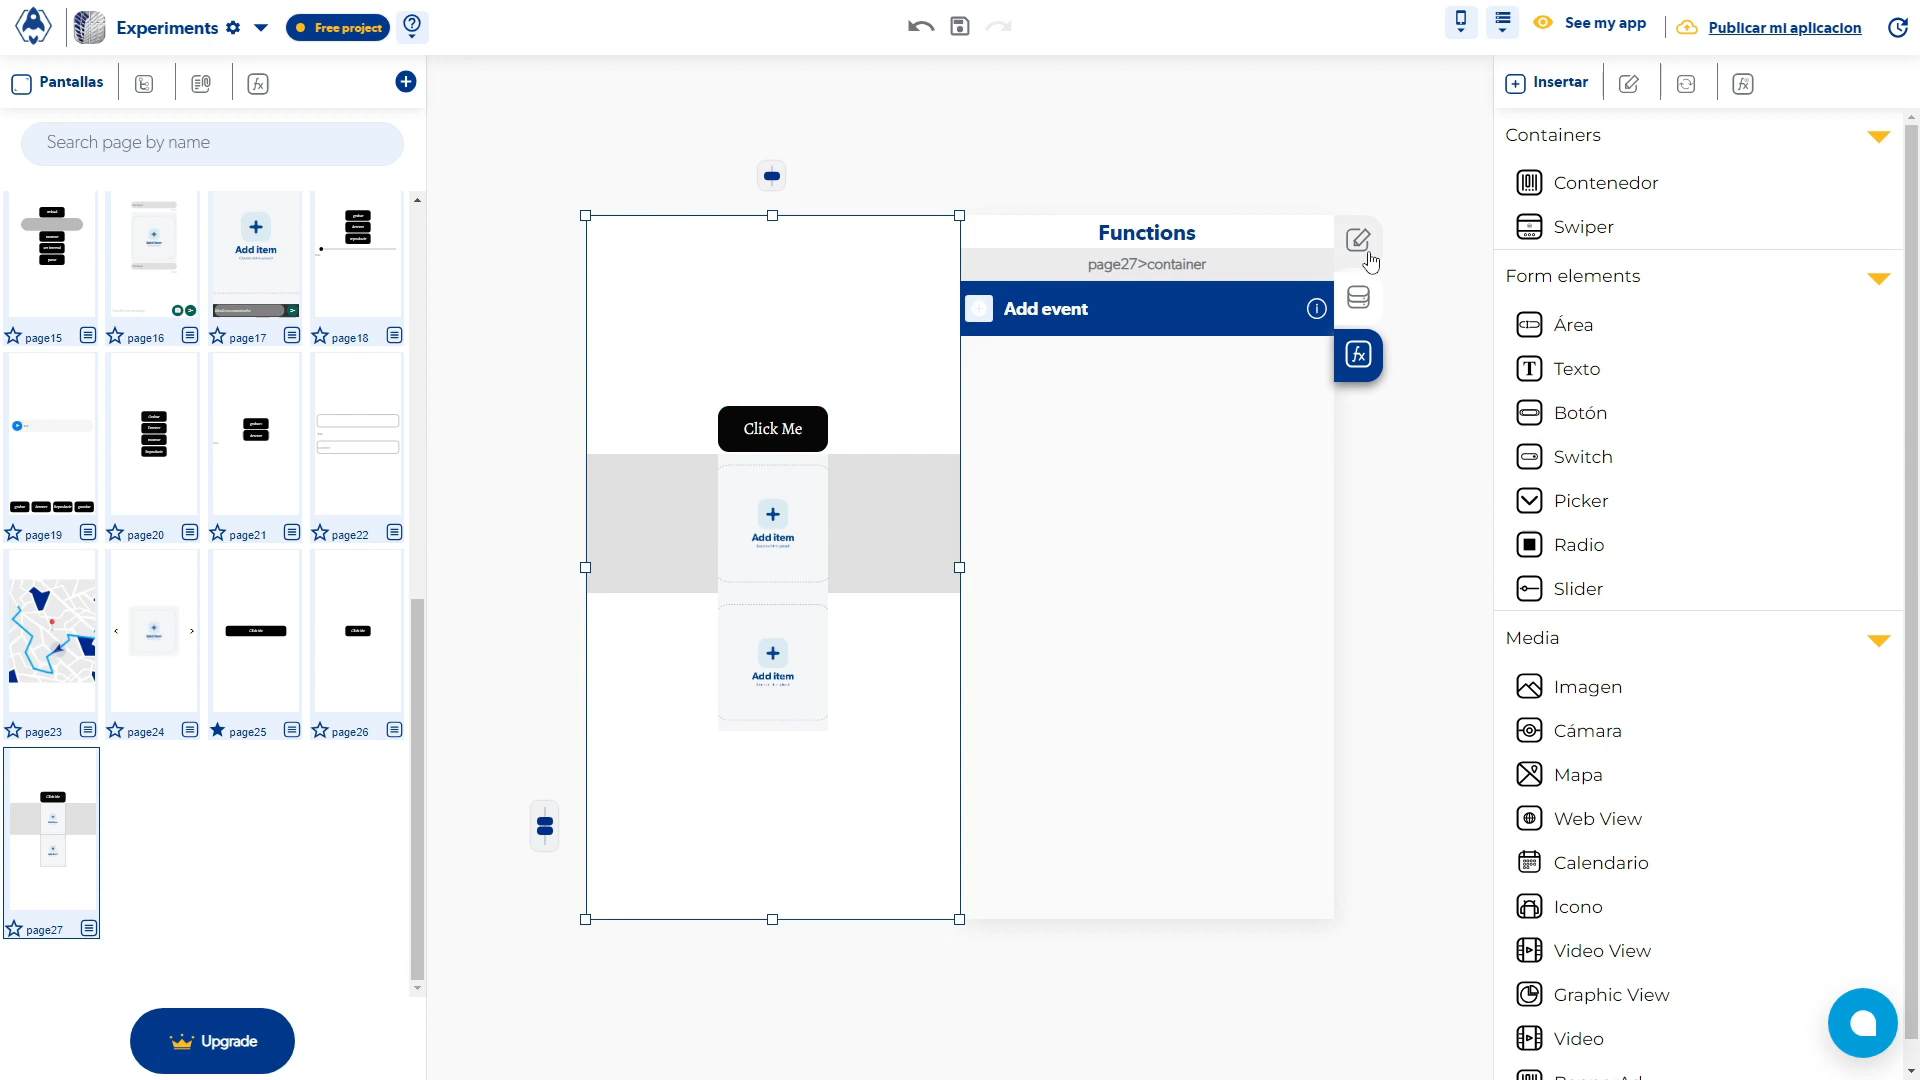 Experiments
Free project
See my app
Publicar mi aplicacion
Pantallas
Insertar
Search page by name
Containers
Contenedor
Swiper
Form elements
Área
Texto
Botón
Switch
Picker
Radio
Slider
Media
Imagen
Cámara
Mapa
Web View
Calendario
Icono
Video View
Graphic View
Video
Add item
page15
page16
page17
page18
page19
page20
page21
page22
page23
page24
page25
page26
page27
Upgrade
Click Me
Add item
Add item
Functions
page27>container
Add event